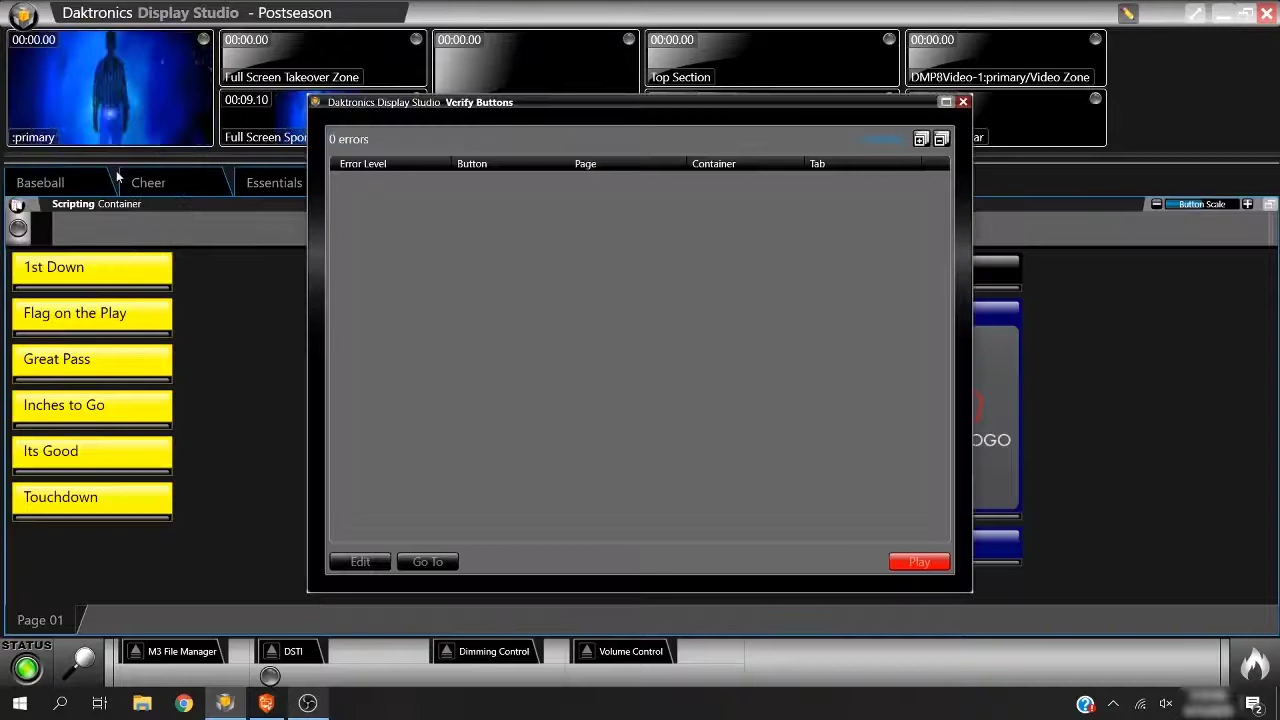 Daktronics Display Studio - Postseason
00:00.00
:primary
00:00.00
Full Screen Takeover Zone
00:00.00
00:00.00
Top Section
00:00.00
DMP8Video-1:primary/Video Zone
00:09.10
Full Screen Spo
ar
Daktronics Display Studio Verify Buttons
0 errors
Error Level Button Page Container Tab
Baseball
Cheer
Essentials
Scripting Container
Button Scale
1st Down
Flag on the Play
Great Pass
Inches to Go
Its Good
Touchdown
OGO
Edit
Go To
Play
Page 01
STATUS
M3 File Manager
DSTI
Dimming Control
Volume Control
2